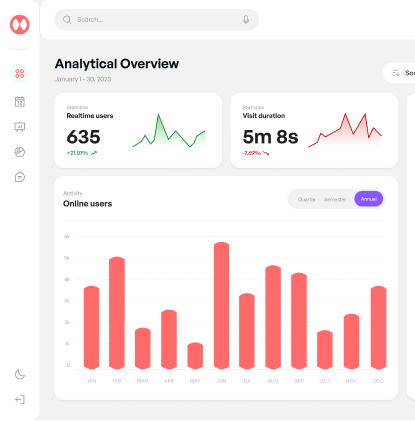 Search...
Analytical Overview
January 1 - 30, 2023
Sor
Statistics
Realtime users
635
+21.01%
Statistics
Visit duration
5m 8s
-7.69%
Activity
Online users
Quarter
Semester
Annual
6k
5k
4k
3k
2k
1k
0
JAN FEB MAR APR MAY JUN JUL AUG SEP OCT NOV DEC